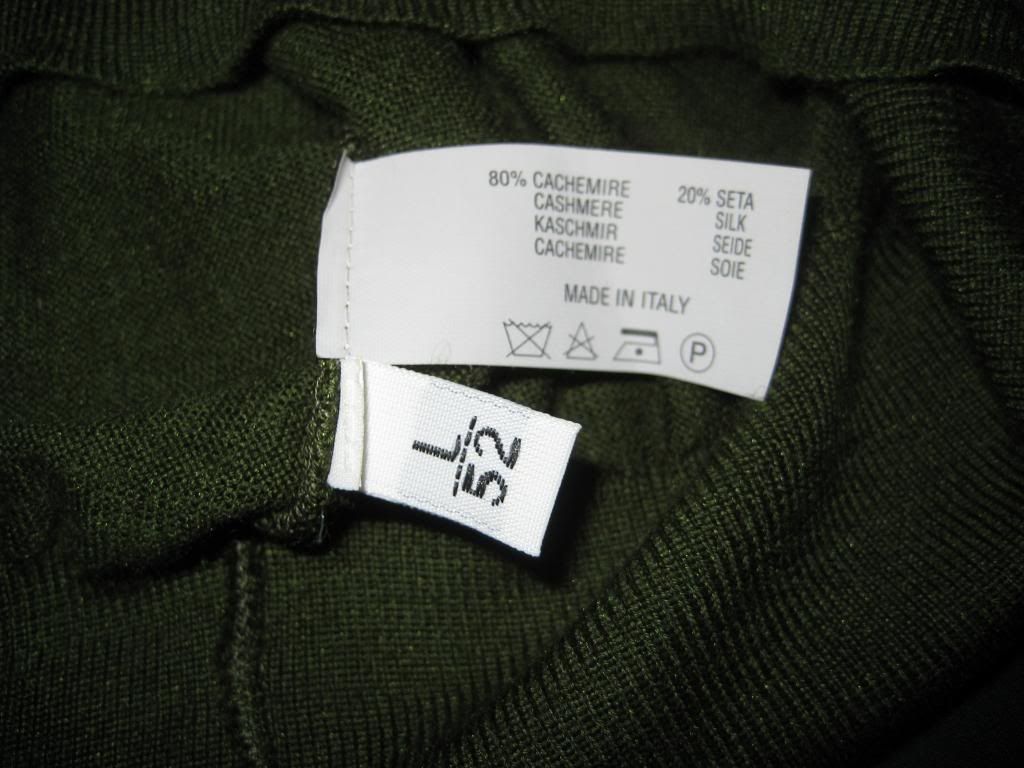 80% CACHEMIRE 20% SETA
CASHMERE SILK
KASCHMIR SEIDE
CACHEMIRE SOIE
MADE IN ITALY
P
L
52